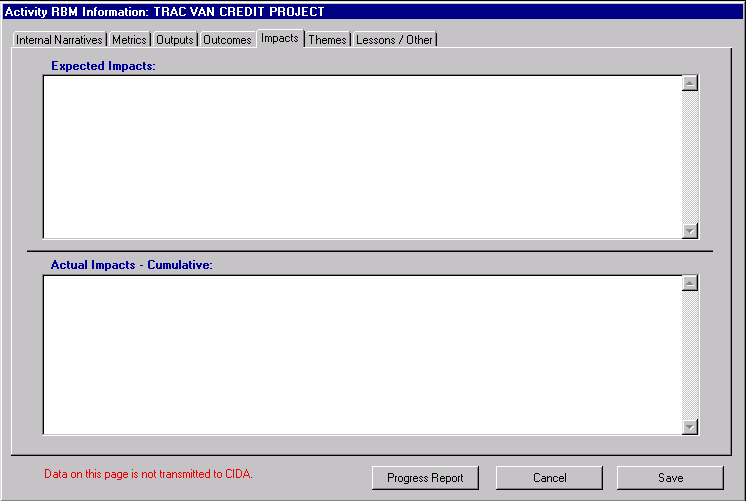 Activity RBM Information: TRAC VAN CREDIT PROJECT
Internal Narratives Metrics Outputs Outcomes Impacts Themes Lessons / Other
Expected Impacts:
Actual Impacts - Cumulative:
Data on this page is not transmitted to CIDA.
Progress Report Cancel Save